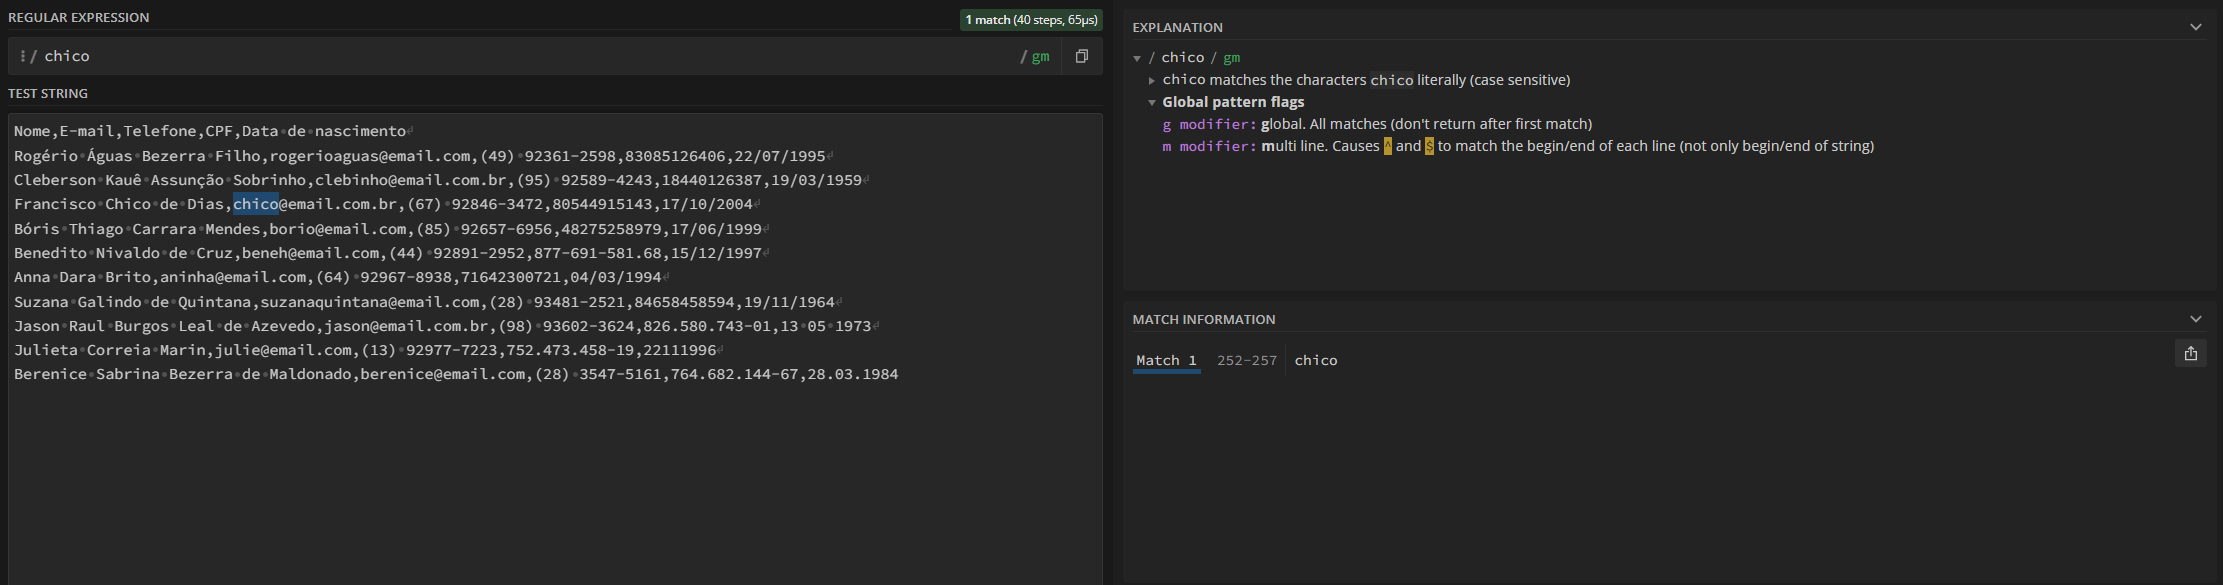 REGULAR EXPRESSION
1 match (40 steps, 65µs)
/ chico / gm
TEST STRING
Nome,E-mail,Telefone,CPF,Data de nascimento
Rogério Águas Bezerra Filho,rogerioaguas@email.com,(49) 92361-2598,83085126406,22/07/1995
Cleberson Kauê Assunção Sobrinho,clebinho@email.com.br,(95) 92589-4243,18440126387,19/03/1959
Francisco Chico de Dias,chico@email.com.br,(67) 92846-3472,80544915143,17/10/2004
Bóris Thiago Carrara Mendes,borio@email.com,(85) 92657-6956,48275258979,17/06/1999
Benedito Nivaldo de Cruz,beneh@email.com,(44) 92891-2952,877-691-581.68,15/12/1997
Anna Dara Brito,aninha@email.com,(64) 92967-8938,71642300721,04/03/1994
Suzana Galindo de Quintana,suzanaquintana@email.com,(28) 93481-2521,84658458594,19/11/1964
Jason Raul Burgos Leal de Azevedo,jason@email.com.br,(98) 93602-3624,826.580.743-01,13 05 1973
Julieta Correia Marin,julie@email.com,(13) 92977-7223,752.473.458-19,22111996
Berenice Sabrina Bezerra de Maldonado,berenice@email.com,(28) 3547-5161,764.682.144-67,28.03.1984
EXPLANATION
/ chico / gm
chico matches the characters chico literally (case sensitive)
Global pattern flags
g modifier: global. All matches (don't return after first match)
m modifier: multi line. Causes ^ and $ to match the begin/end of each line (not only begin/end of string)
MATCH INFORMATION
Match 1 252-257 chico